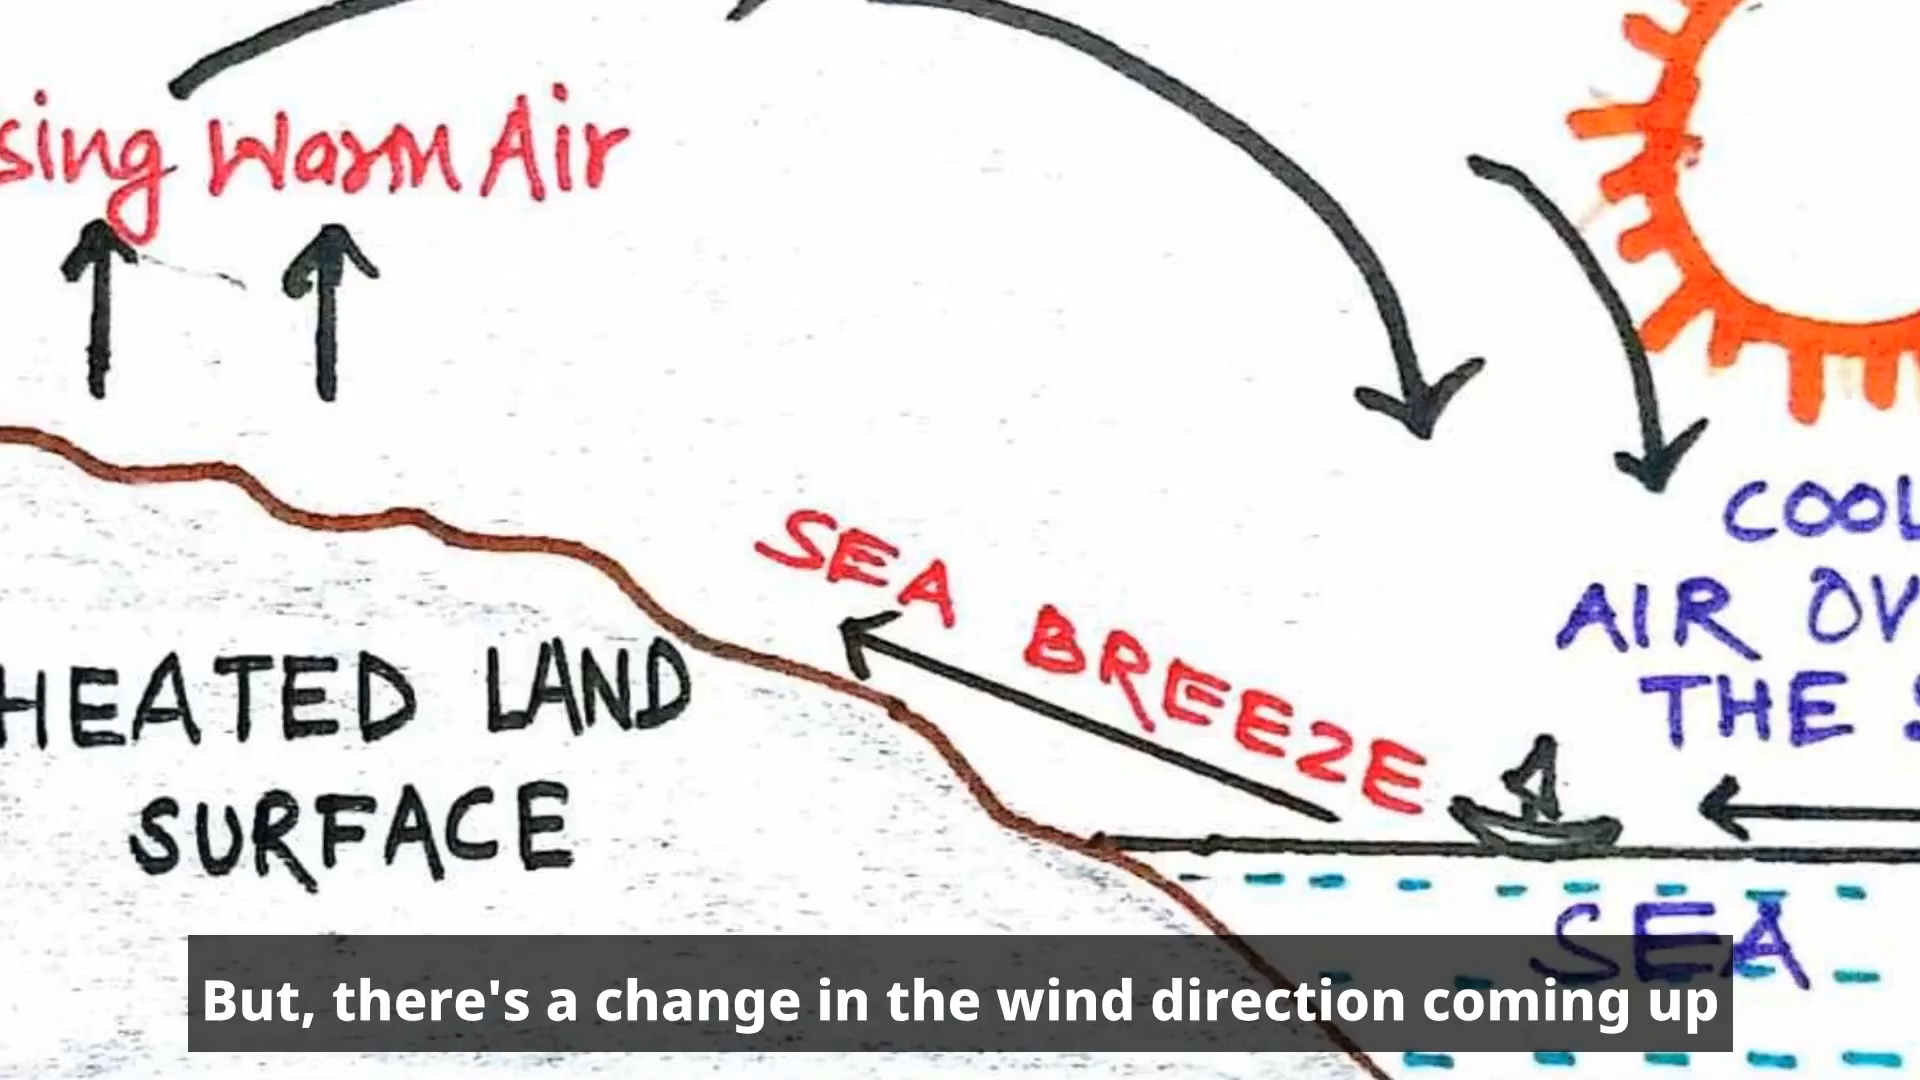 sing Warm Air
SEA BREEZE
COOL
AIR OV
THE S
HEATED LAND
SURFACE
SEA
But, there's a change in the wind direction coming up